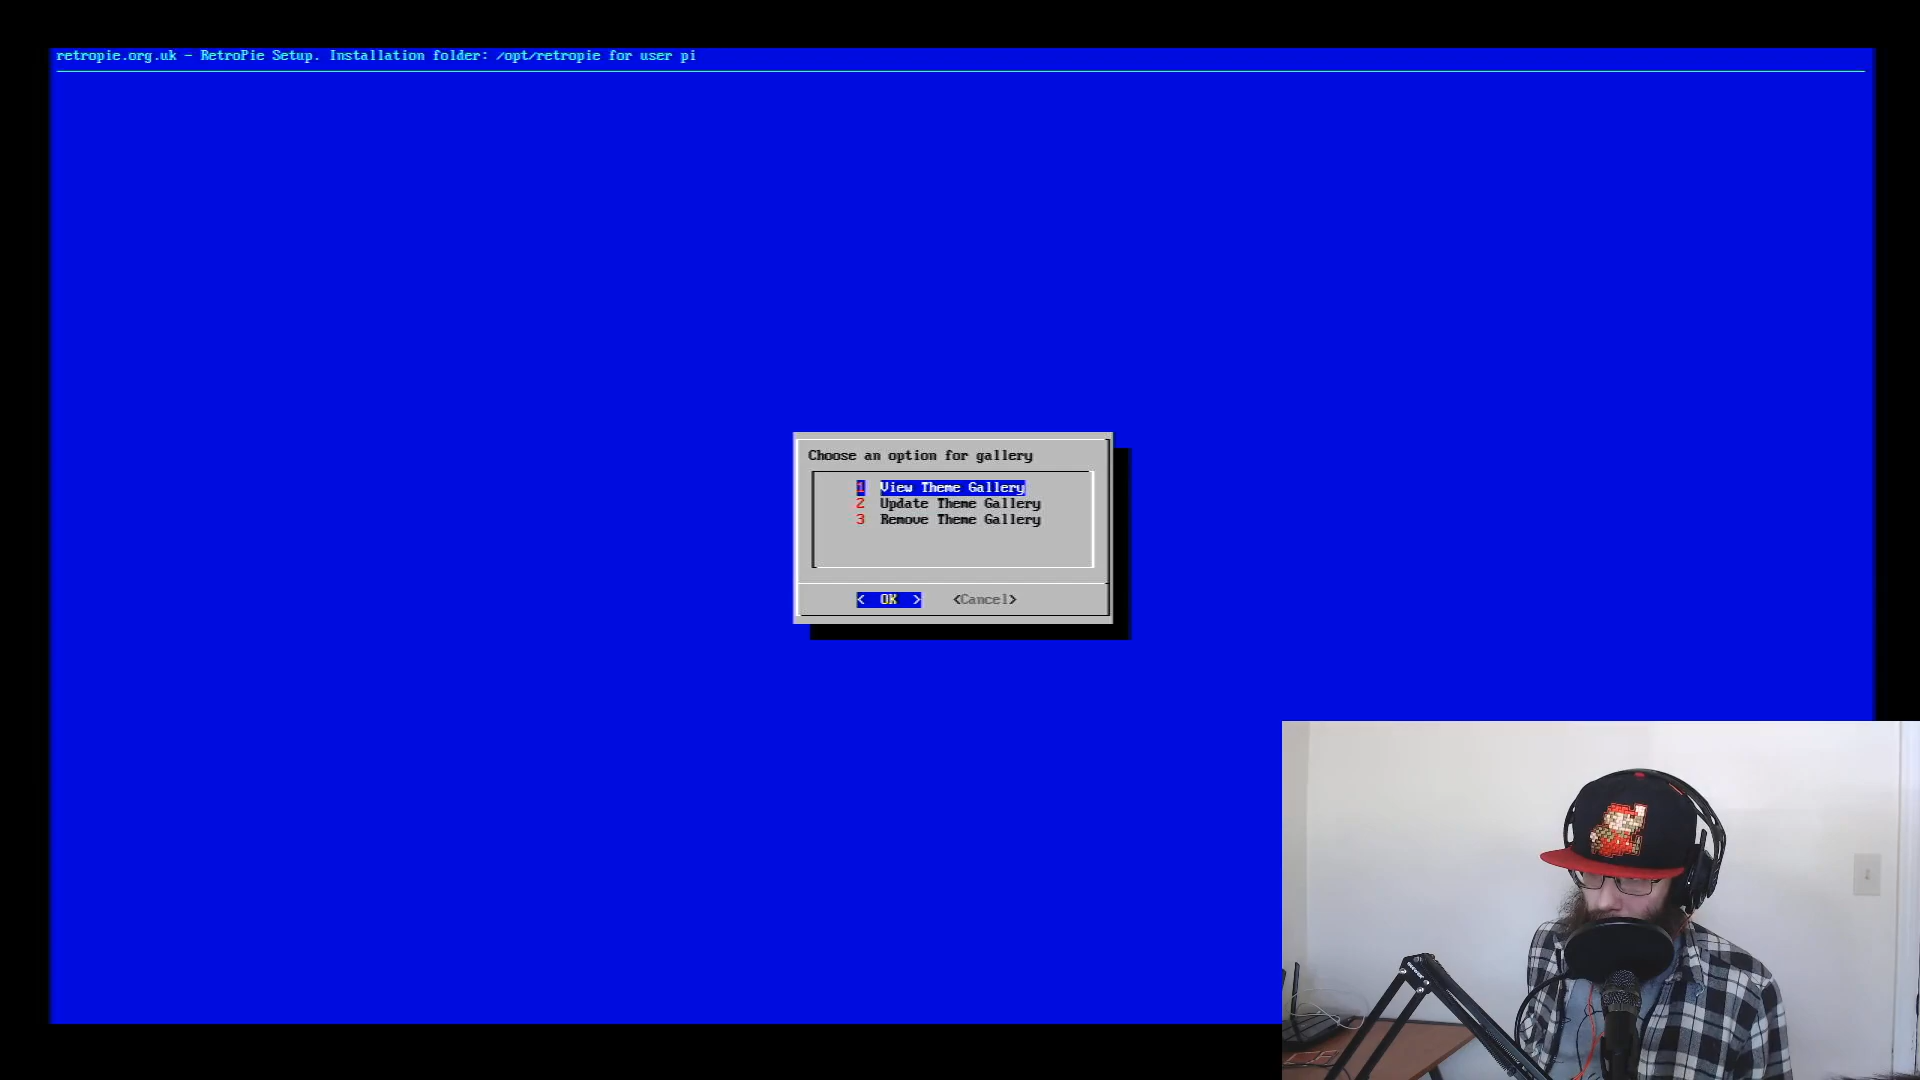 retropie.org.uk - RetroPie Setup. Installation folder: /opt/retropie for user pi
Choose an option for gallery
1 View Theme Gallery
2 Update Theme Gallery
3 Remove Theme Gallery
< OK > <Cancel>